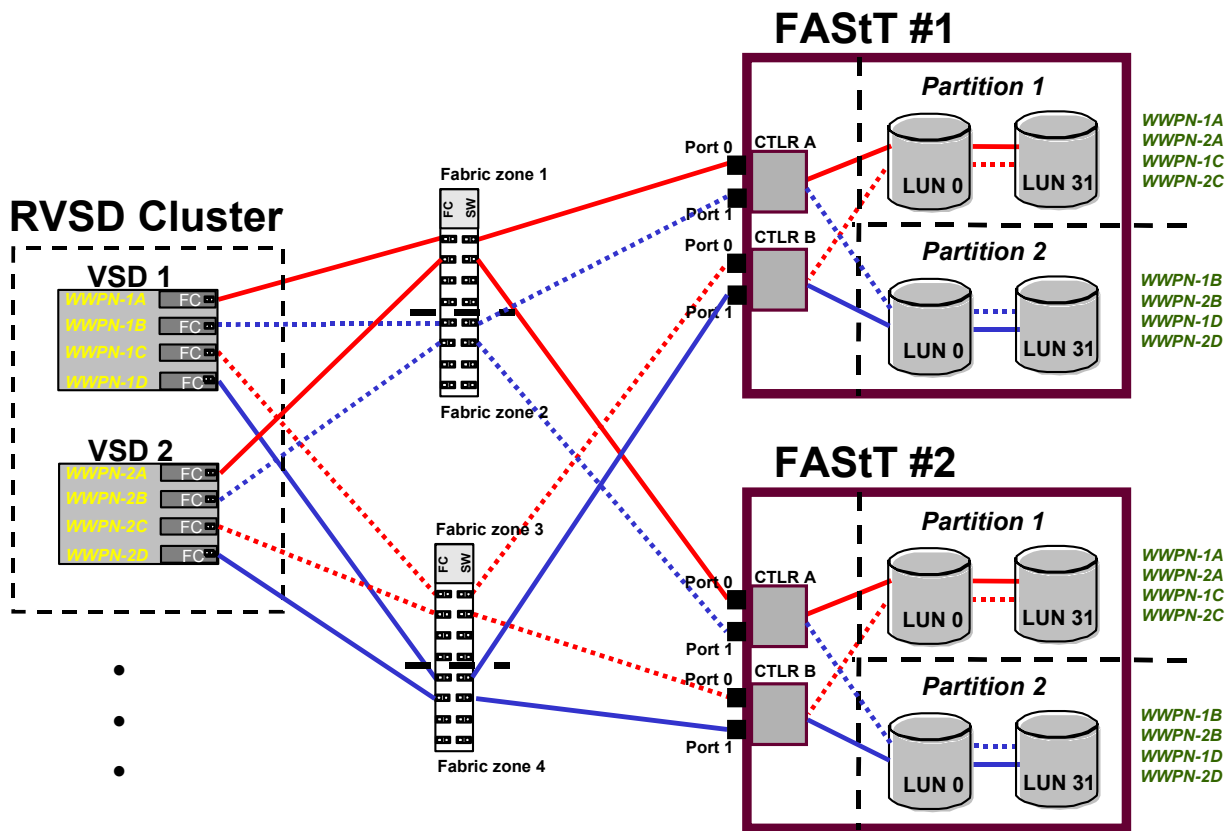 FAStT #1
Partition 1
Port 0
CTLR A
Port 1
LUN 0
LUN 31
WWPN-1A
WWPN-2A
WWPN-1C
WWPN-2C
Port 0
CTLR B
Port 1
Partition 2
LUN 0
LUN 31
WWPN-1B
WWPN-2B
WWPN-1D
WWPN-2D
Fabric zone 1
FC SW
Fabric zone 2
RVSD Cluster
VSD 1
WWPN-1A FC
WWPN-1B FC
WWPN-1C FC
WWPN-1D FC
VSD 2
WWPN-2A FC
WWPN-2B FC
WWPN-2C FC
WWPN-2D FC
Fabric zone 3
FC SW
Fabric zone 4
FAStT #2
Partition 1
Port 0
CTLR A
Port 1
LUN 0
LUN 31
WWPN-1A
WWPN-2A
WWPN-1C
WWPN-2C
Port 0
CTLR B
Port 1
Partition 2
LUN 0
LUN 31
WWPN-1B
WWPN-2B
WWPN-1D
WWPN-2D